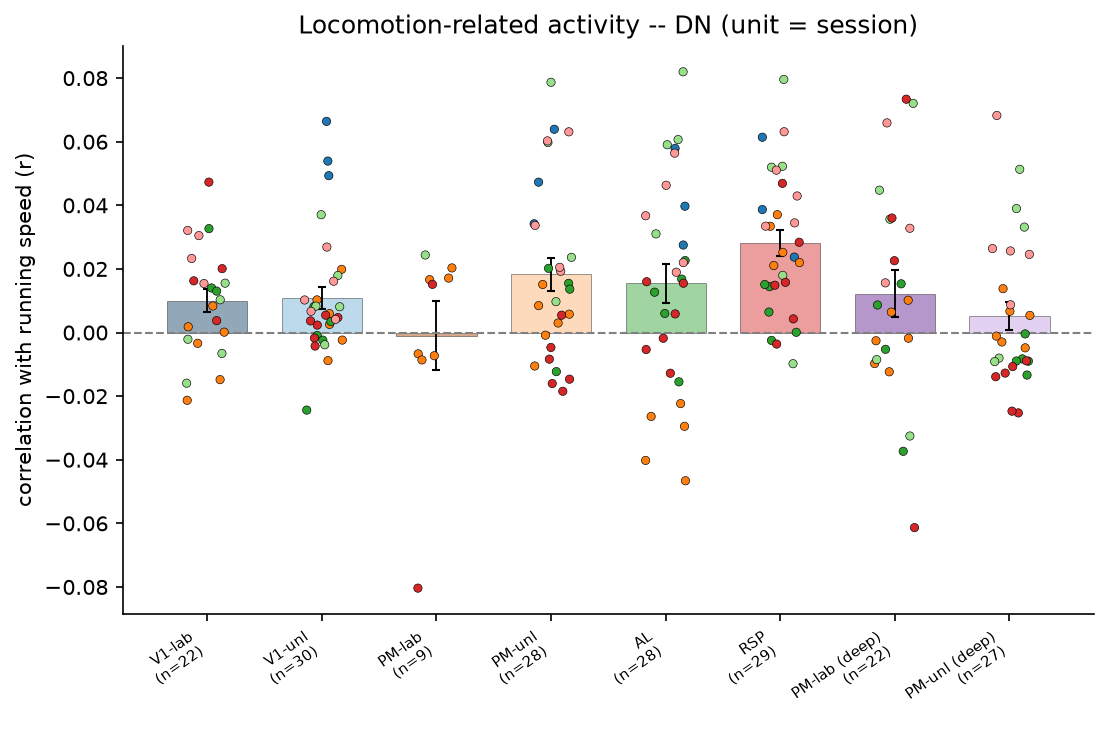 Locomotion-related activity -- DN (unit = session)
correlation with running speed (r)
0.08
0.06
0.04
0.02
0.00
−0.02
−0.04
−0.06
−0.08
V1-lab
(n=22)
V1-unl
(n=30)
PM-lab
(n=9)
PM-unl
(n=28)
AL
(n=28)
RSP
(n=29)
PM-lab (deep)
(n=22)
PM-unl (deep)
(n=27)